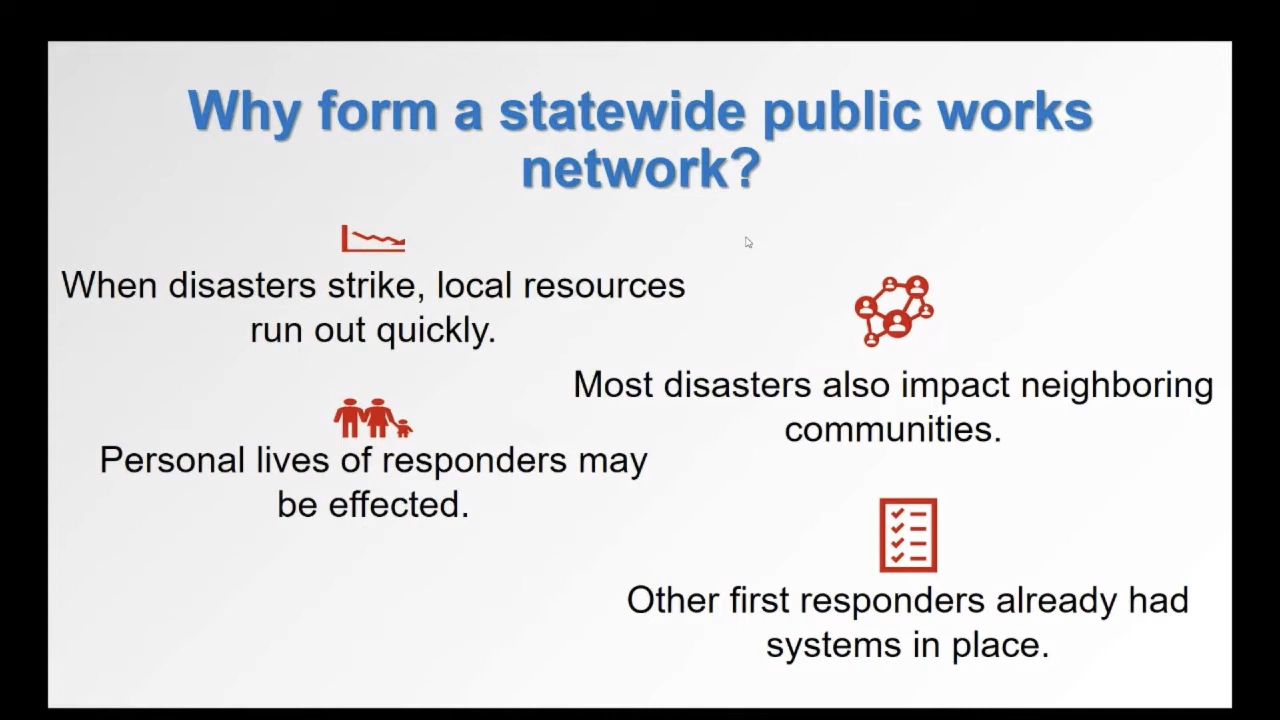 Why form a statewide public works
network?
When disasters strike, local resources
run out quickly.
Most disasters also impact neighboring
communities.
Personal lives of responders may
be effected.
Other first responders already had
systems in place.